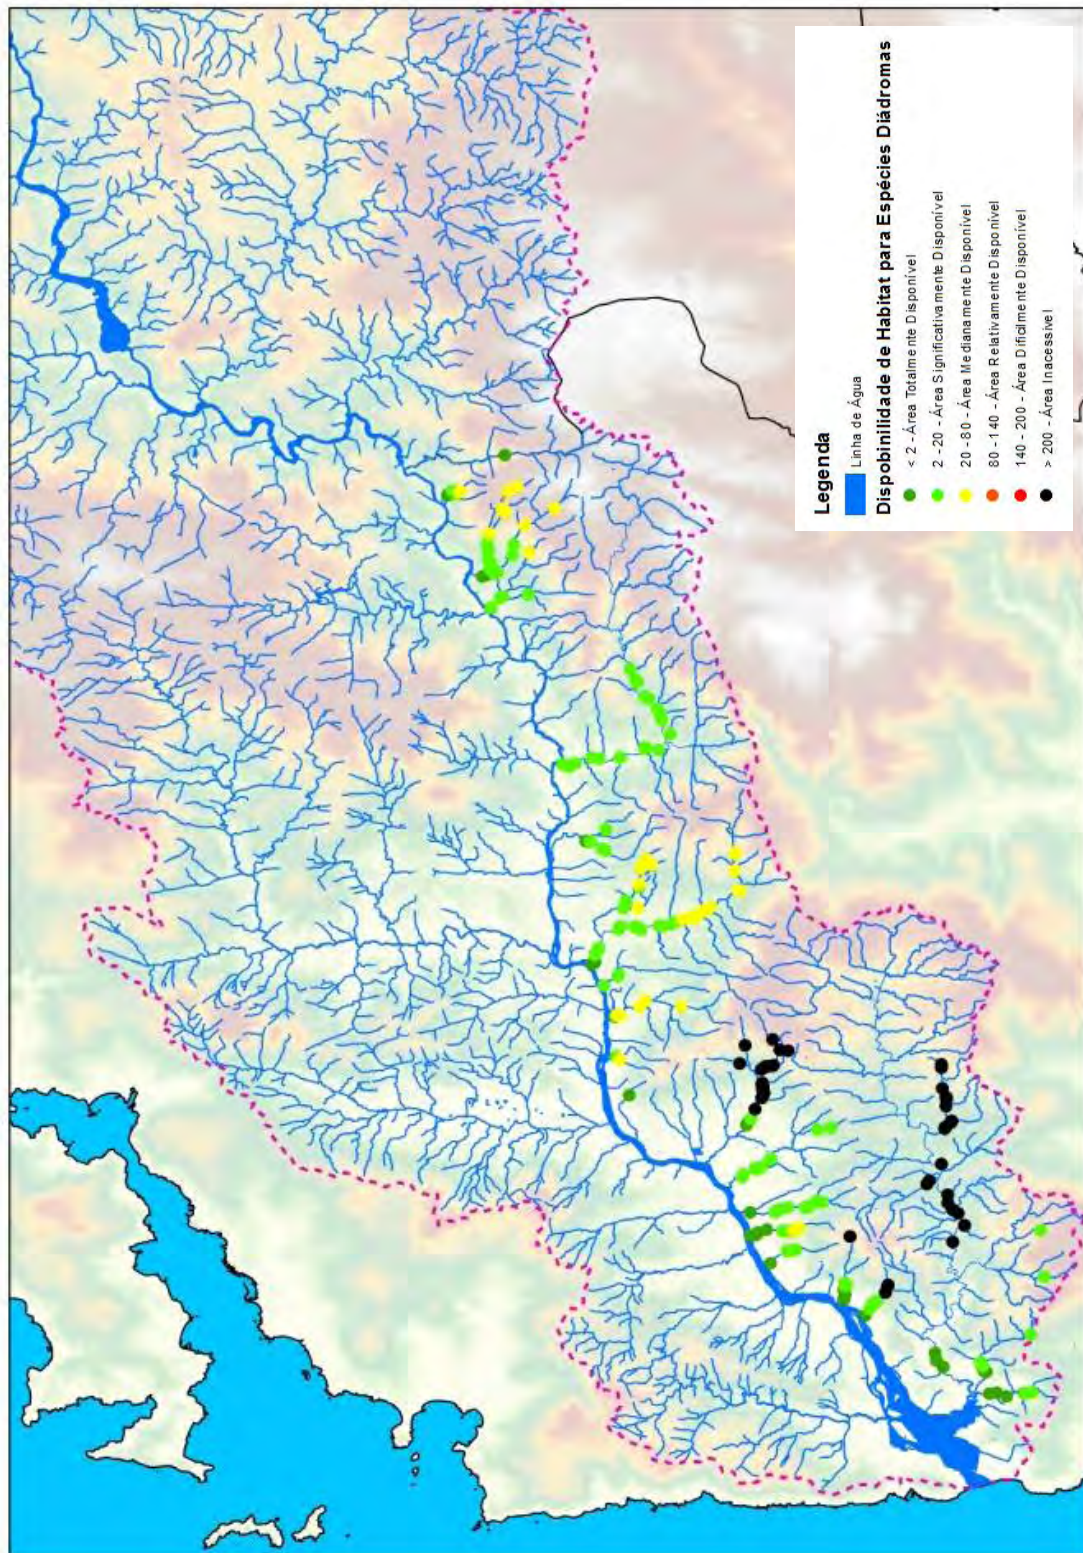 Legenda
Linha de Água
Dispobinilidade de Habitat para Espécies Diádromas
< 2 - Área Totalmente Disponível
2 - 20 - Área Significativamente Disponível
20 - 80 - Área Medianamente Disponível
80 - 140 - Área Relativamente Disponível
140 - 200 - Área Dificilmente Disponível
> 200 - Área Inacessível